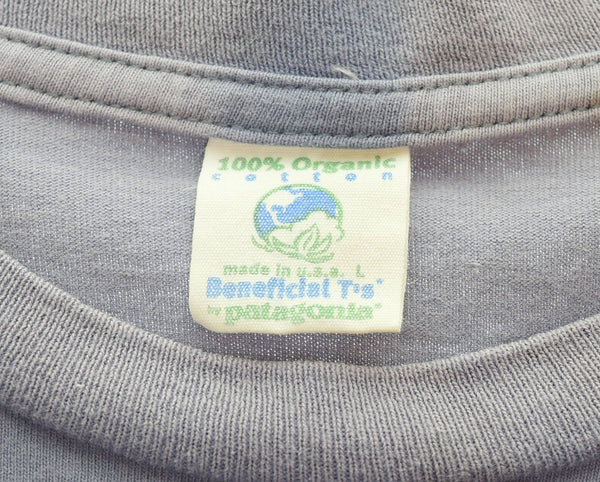 100% Organic
cotton
made in u.s.a. L
Beneficial T's*
by patagonia*